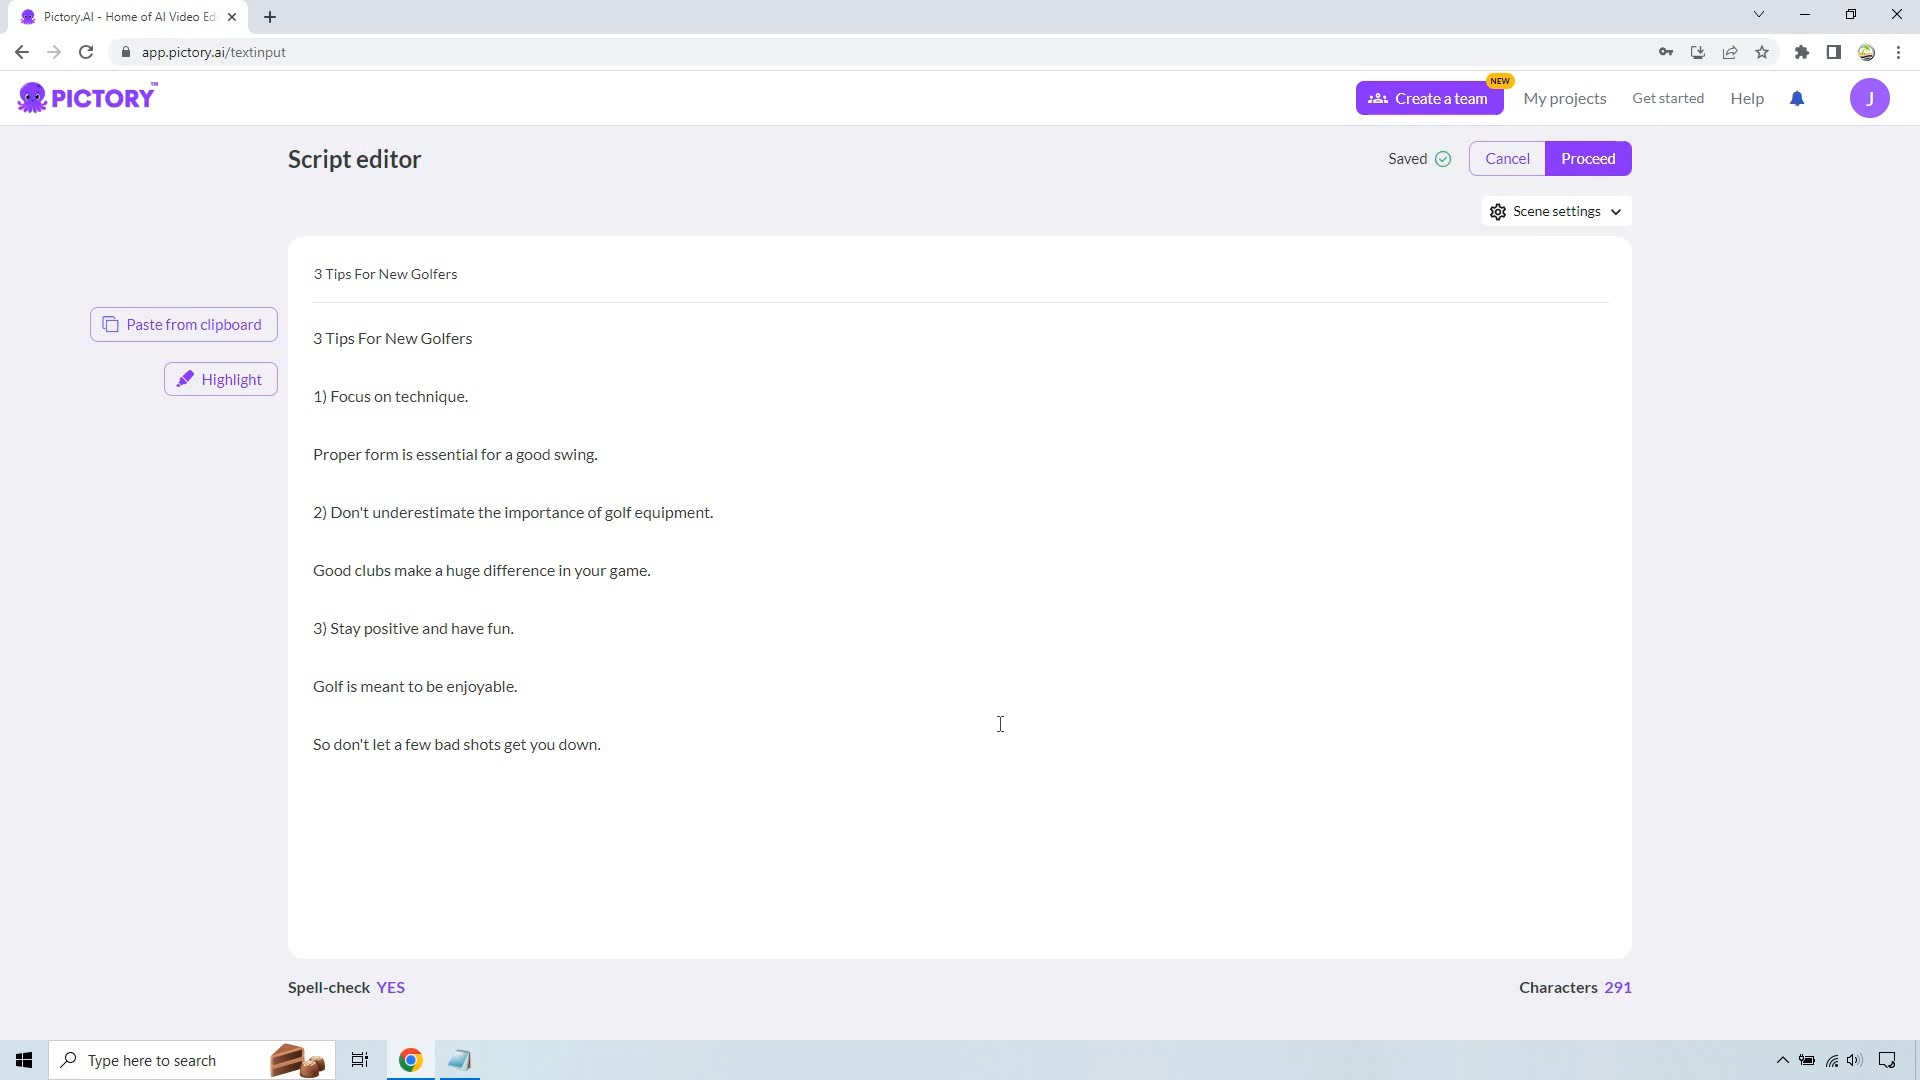 Pictory.AI - Home of AI Video Ed
app.pictory.ai/textinput
PICTORY™
NEW
Create a team
My projects
Get started
Help
J
Script editor
Saved
Cancel
Proceed
Scene settings
3 Tips For New Golfers
Paste from clipboard
3 Tips For New Golfers
Highlight
1) Focus on technique.
Proper form is essential for a good swing.
2) Don't underestimate the importance of golf equipment.
Good clubs make a huge difference in your game.
3) Stay positive and have fun.
Golf is meant to be enjoyable.
So don't let a few bad shots get you down.
Spell-check YES
Characters 291
Type here to search